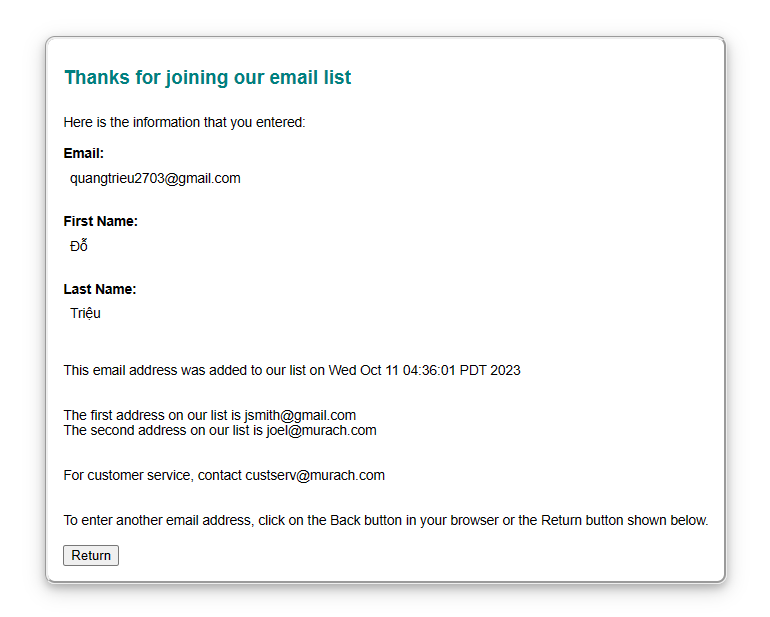 Thanks for joining our email list
Here is the information that you entered:
Email:
quangtrieu2703@gmail.com
First Name:
Đỗ
Last Name:
Triệu
This email address was added to our list on Wed Oct 11 04:36:01 PDT 2023
The first address on our list is jsmith@gmail.com
The second address on our list is joel@murach.com
For customer service, contact custserv@murach.com
To enter another email address, click on the Back button in your browser or the Return button shown below.
Return